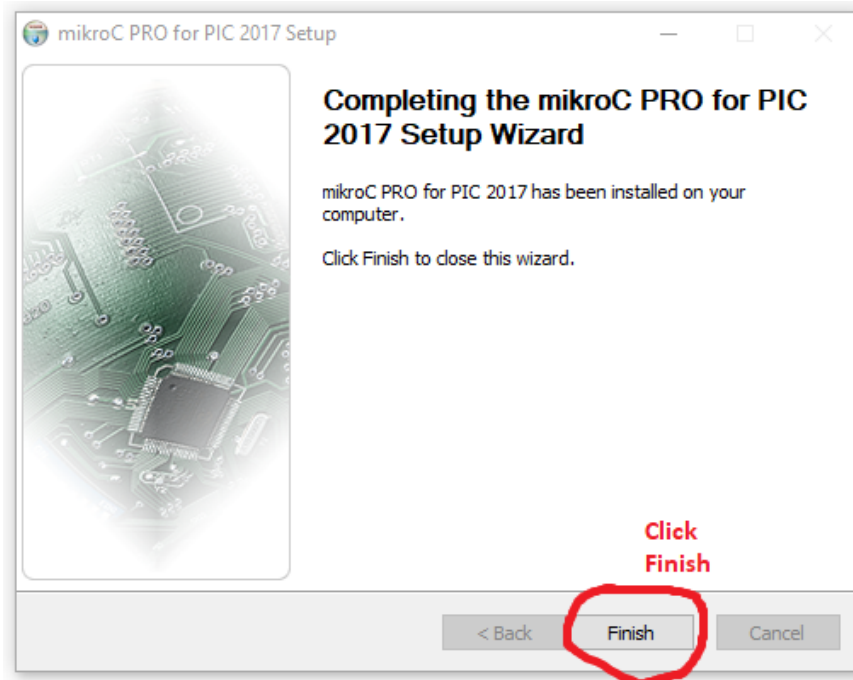 mikroC PRO for PIC 2017 Setup
Completing the mikroC PRO for PIC
2017 Setup Wizard
mikroC PRO for PIC 2017 has been installed on your
computer.
Click Finish to close this wizard.
Click
Finish
< Back
Finish
Cancel